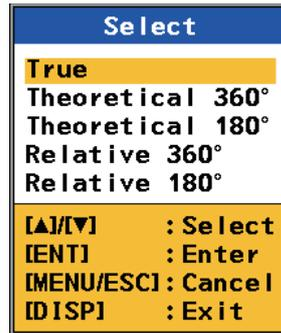 Select
True
Theoretical 360°
Theoretical 180°
Relative 360°
Relative 180°
[▲]/[▼] : Select
[ENT] : Enter
[MENU/ESC]: Cancel
[DISP] : Exit